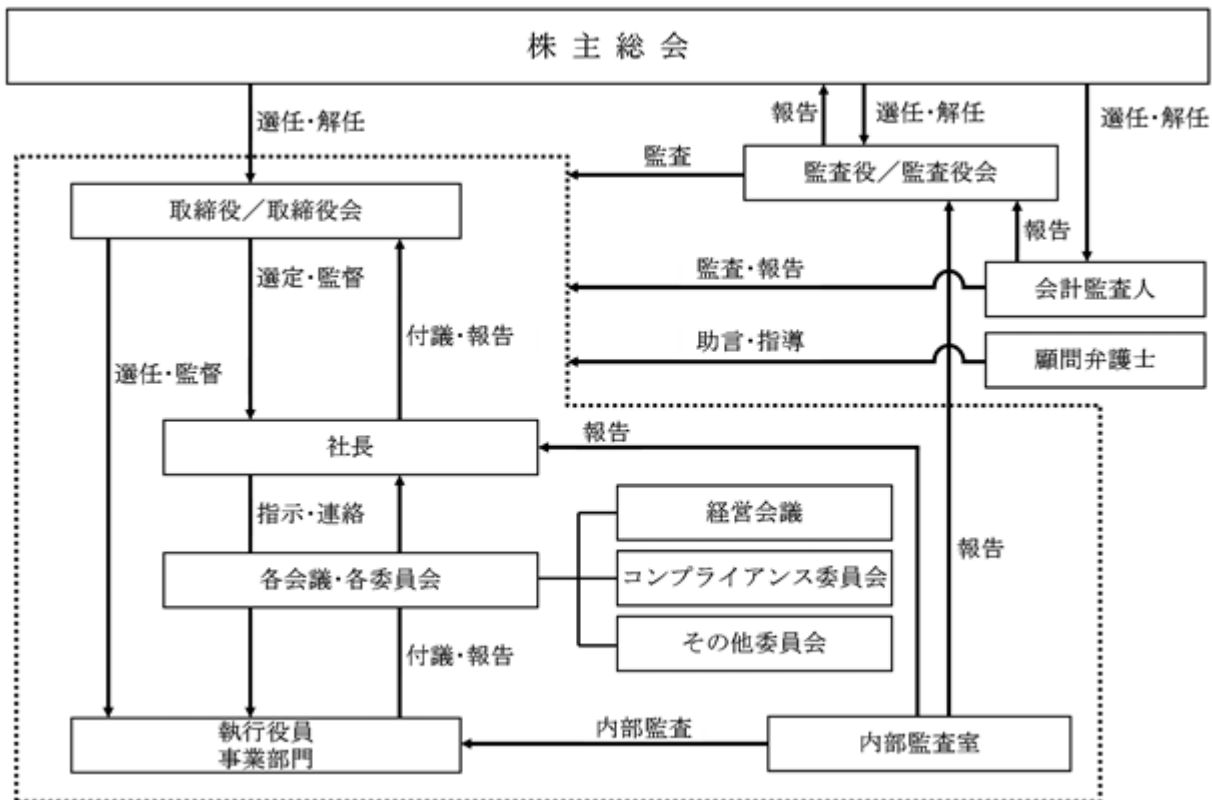 株主総会
選任・解任
報告
選任・解任
選任・解任
監査
監査役／監査役会
取締役／取締役会
報告
選定・監督
監査・報告
会計監査人
付議・報告
助言・指導
顧問弁護士
選任・監督
社長
報告
指示・連絡
経営会議
報告
各会議・各委員会
コンプライアンス委員会
その他委員会
付議・報告
執行役員
事業部門
内部監査
内部監査室